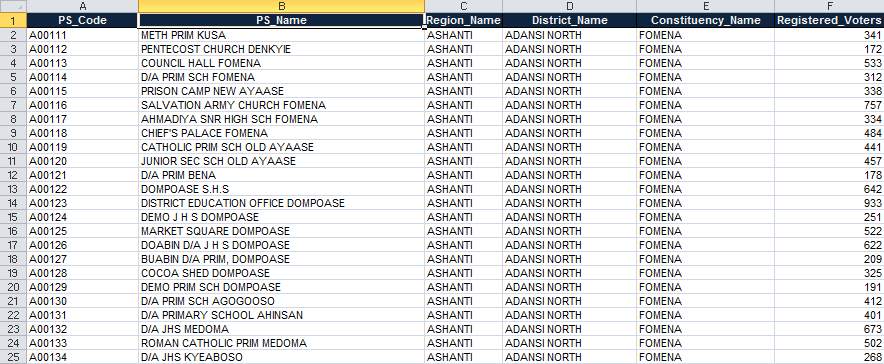 A B C D E F
1 PS_Code PS_Name Region_Name District_Name Constituency_Name Registered_Voters
2 A00111 METH PRIM KUSA ASHANTI ADANSI NORTH FOMENA 341
3 A00112 PENTECOST CHURCH DENKYIE ASHANTI ADANSI NORTH FOMENA 172
4 A00113 COUNCIL HALL FOMENA ASHANTI ADANSI NORTH FOMENA 533
5 A00114 D/A PRIM SCH FOMENA ASHANTI ADANSI NORTH FOMENA 312
6 A00115 PRISON CAMP NEW AYAASE ASHANTI ADANSI NORTH FOMENA 338
7 A00116 SALVATION ARMY CHURCH FOMENA ASHANTI ADANSI NORTH FOMENA 757
8 A00117 AHMADIYA SNR HIGH SCH FOMENA ASHANTI ADANSI NORTH FOMENA 334
9 A00118 CHIEF'S PALACE FOMENA ASHANTI ADANSI NORTH FOMENA 484
10 A00119 CATHOLIC PRIM SCH OLD AYAASE ASHANTI ADANSI NORTH FOMENA 441
11 A00120 JUNIOR SEC SCH OLD AYAASE ASHANTI ADANSI NORTH FOMENA 457
12 A00121 D/A PRIM BENA ASHANTI ADANSI NORTH FOMENA 178
13 A00122 DOMPOASE S.H.S ASHANTI ADANSI NORTH FOMENA 642
14 A00123 DISTRICT EDUCATION OFFICE DOMPOASE ASHANTI ADANSI NORTH FOMENA 933
15 A00124 DEMO J H S DOMPOASE ASHANTI ADANSI NORTH FOMENA 251
16 A00125 MARKET SQUARE DOMPOASE ASHANTI ADANSI NORTH FOMENA 522
17 A00126 DOABIN D/A J H S DOMPOASE ASHANTI ADANSI NORTH FOMENA 622
18 A00127 BUABIN D/A PRIM, DOMPOASE ASHANTI ADANSI NORTH FOMENA 209
19 A00128 COCOA SHED DOMPOASE ASHANTI ADANSI NORTH FOMENA 325
20 A00129 DEMO PRIM SCH DOMPOASE ASHANTI ADANSI NORTH FOMENA 191
21 A00130 D/A PRIM SCH AGOGOOSO ASHANTI ADANSI NORTH FOMENA 412
22 A00131 D/A PRIMARY SCHOOL AHINSAN ASHANTI ADANSI NORTH FOMENA 401
23 A00132 D/A JHS MEDOMA ASHANTI ADANSI NORTH FOMENA 673
24 A00133 ROMAN CATHOLIC PRIM MEDOMA ASHANTI ADANSI NORTH FOMENA 502
25 A00134 D/A JHS KYEABOSO ASHANTI ADANSI NORTH FOMENA 268